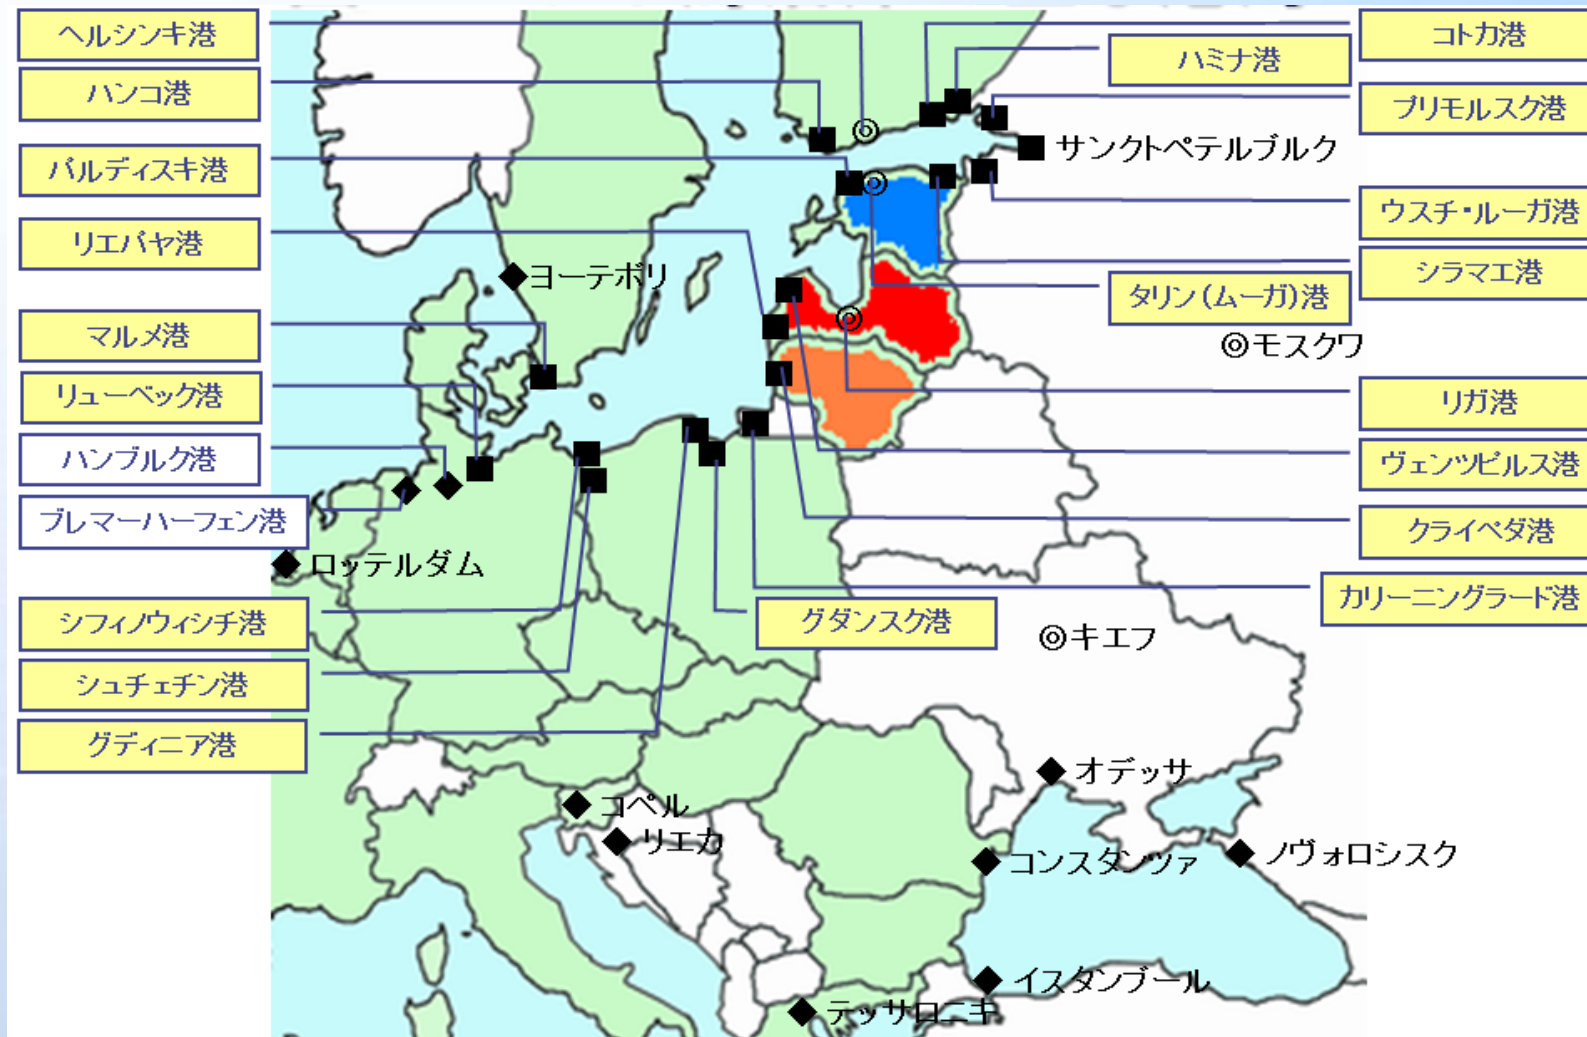 ヘルシンキ港
ハンコ港
パルディスキ港
リエパヤ港
マルメ港
リューベック港
ハンブルク港
ブレマーハーフェン港
シフィノウィシチ港
シュチェチン港
グディニア港
コトカ港
ハミナ港
プリモルスク港
サンクトペテルブルク
ウスチ・ルーガ港
シラマエ港
タリン(ムーガ)港
◎モスクワ
リガ港
ヴェンツピルス港
クライペダ港
カリーニングラード港
グダンスク港
◎キエフ
ヨーテボリ
ロッテルダム
オデッサ
コペル
リエカ
コンスタンツァ
ノヴォロシスク
イスタンブール
テッサロニキ